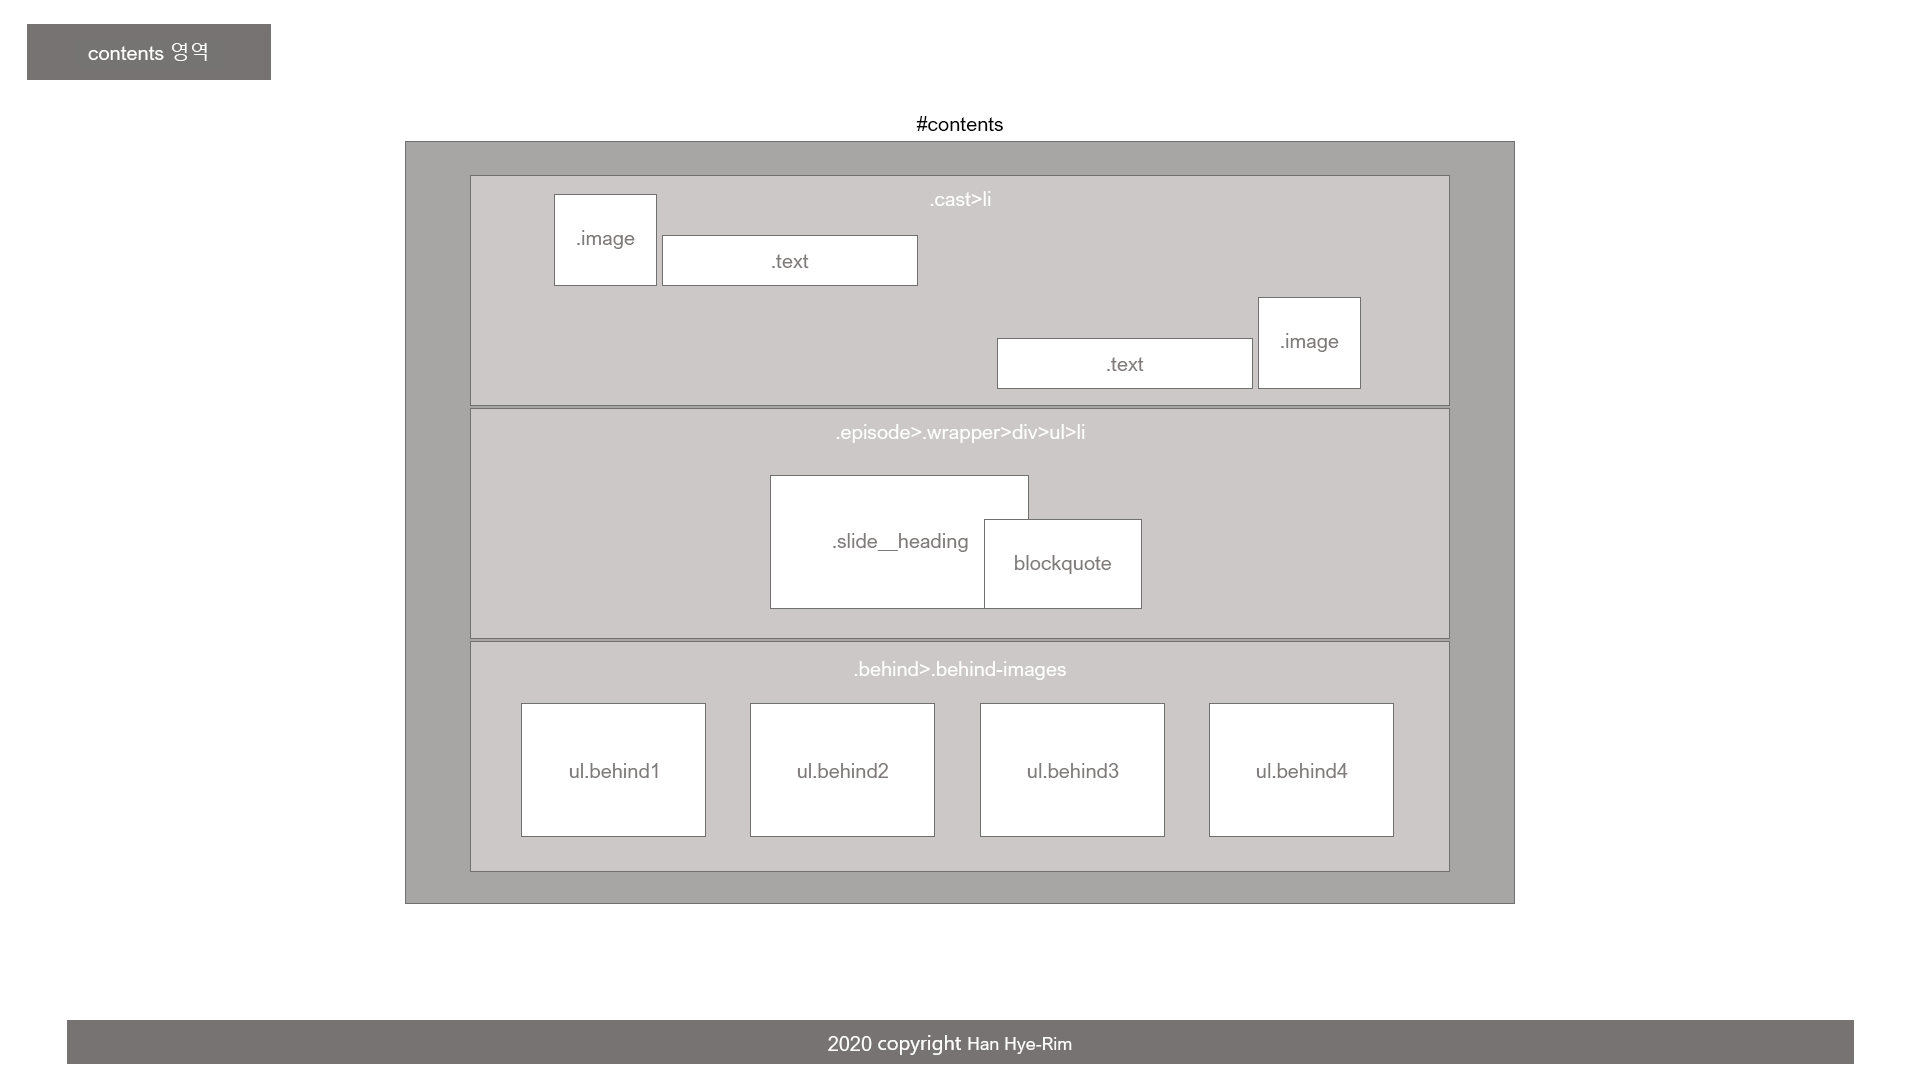 contents 영역
#contents
.cast>li
.image
.text
.image
.text
.episode>.wrapper>div>ul>li
.slide__heading
blockquote
.behind>.behind-images
ul.behind1
ul.behind2
ul.behind3
ul.behind4
2020 copyright Han Hye-Rim